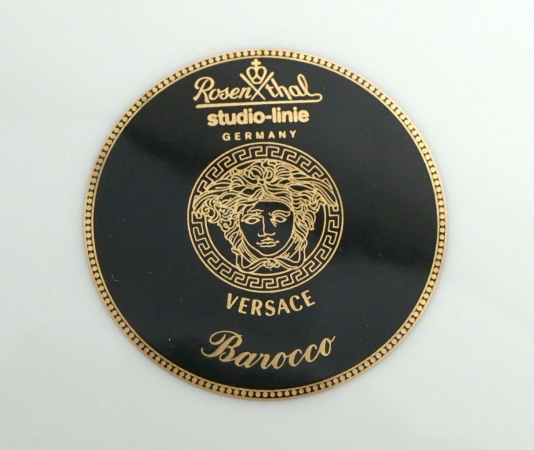 Rosenthal
studio-linie
GERMANY
VERSACE
Barocco